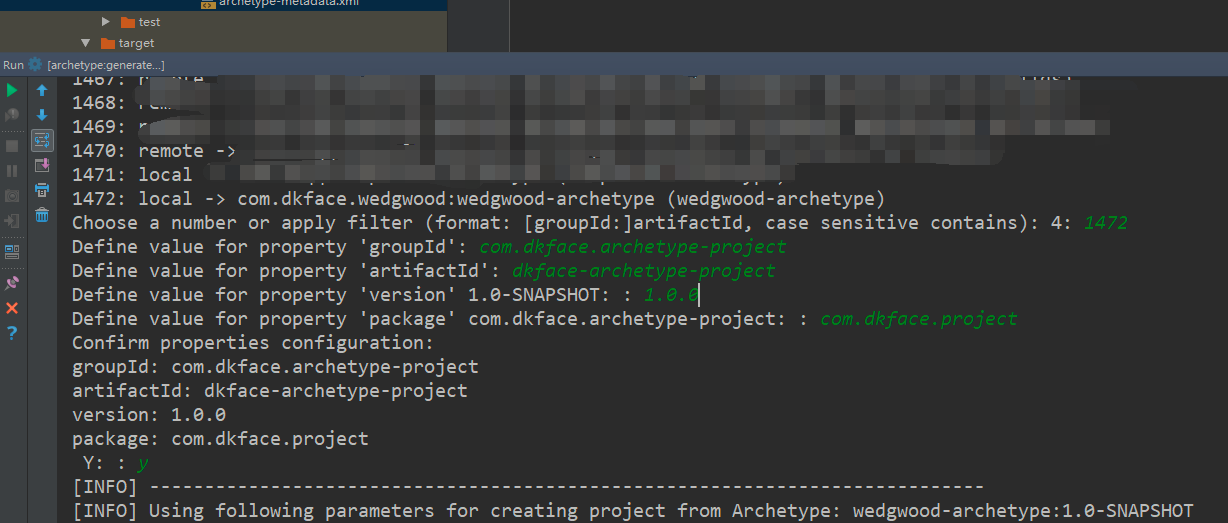 archetype-metadata.xml
test
target
Run [archetype:generate...]
1467:
1468:
1469:
1470: remote ->
1471: local
1472: local -> com.dkface.wedgwood:wedgwood-archetype (wedgwood-archetype)
Choose a number or apply filter (format: [groupId:]artifactId, case sensitive contains): 4: 1472
Define value for property 'groupId': com.dkface.archetype-project
Define value for property 'artifactId': dkface-archetype-project
Define value for property 'version' 1.0-SNAPSHOT: : 1.0.0
Define value for property 'package' com.dkface.archetype-project: : com.dkface.project
Confirm properties configuration:
groupId: com.dkface.archetype-project
artifactId: dkface-archetype-project
version: 1.0.0
package: com.dkface.project
Y: : y
[INFO] ----------------------------------------------------------------------------
[INFO] Using following parameters for creating project from Archetype: wedgwood-archetype:1.0-SNAPSHOT